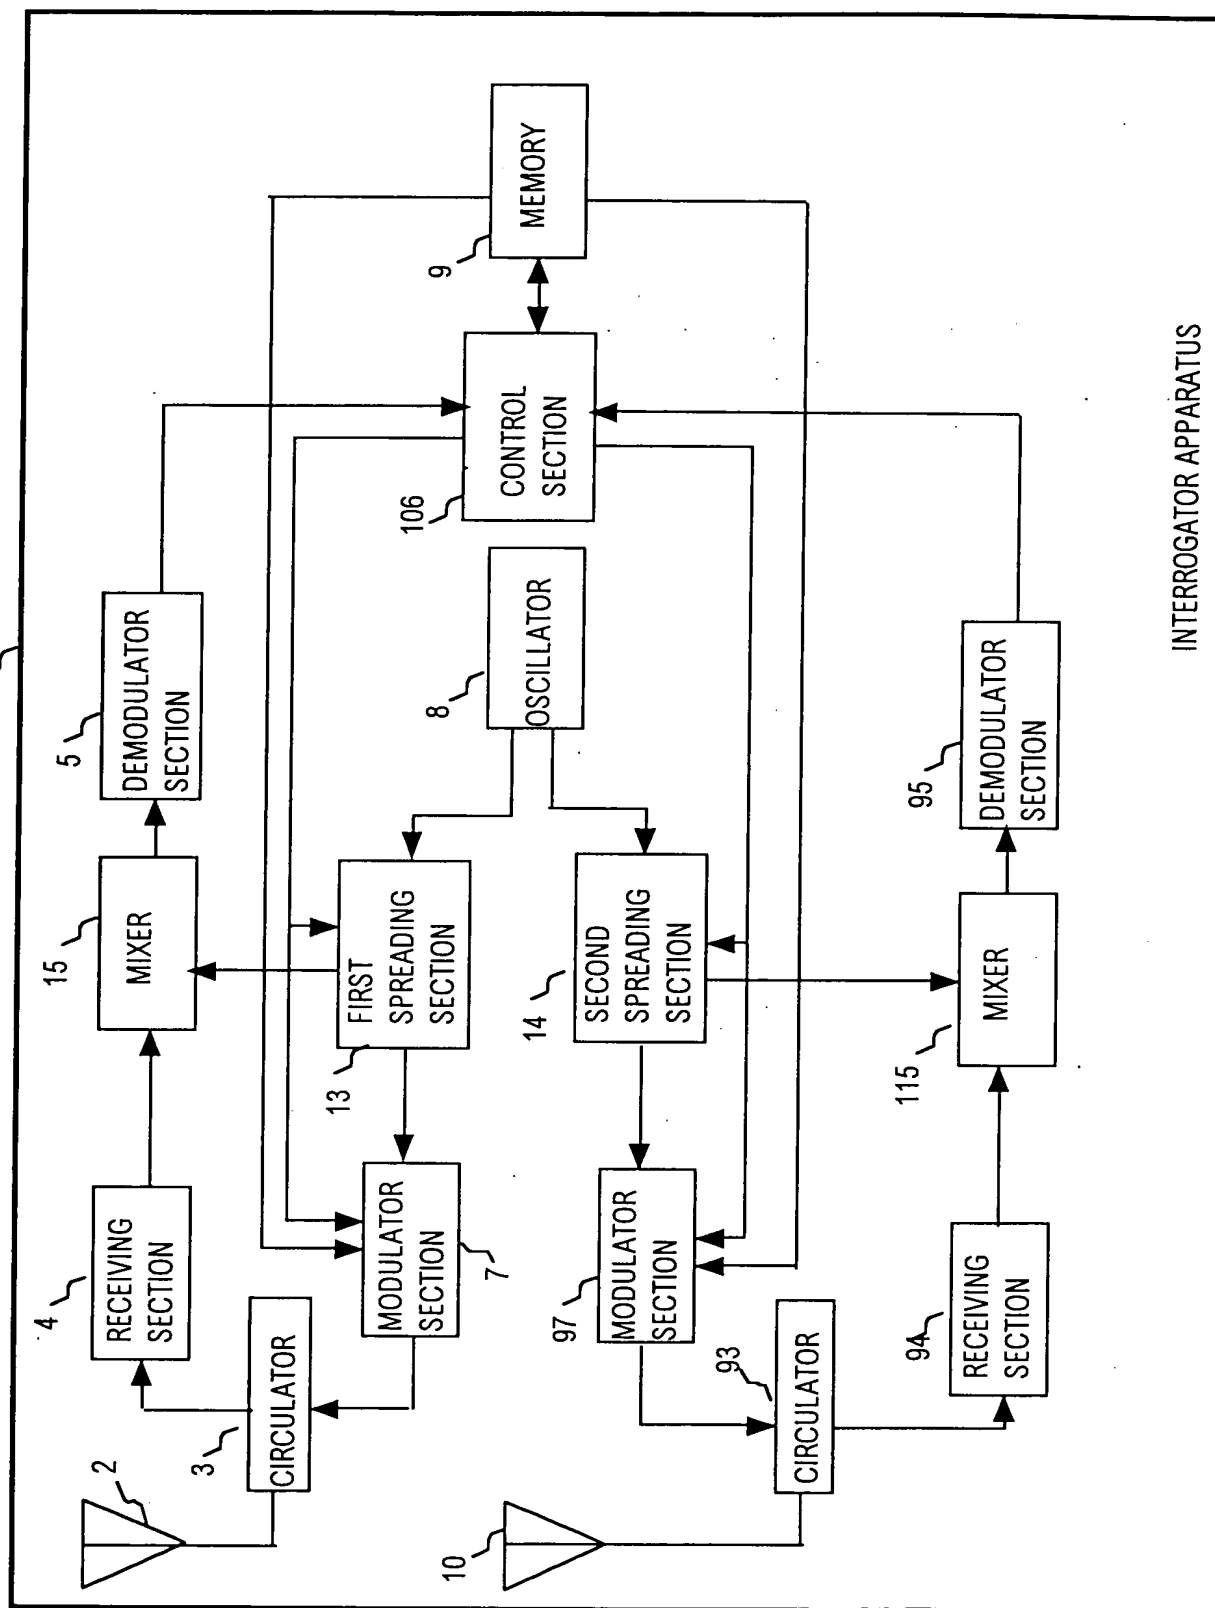 2
3
CIRCULATOR
4
RECEIVING
SECTION
15
MIXER
5
DEMODULATOR
SECTION
7
MODULATOR
SECTION
13
FIRST
SPREADING
SECTION
8
OSCILLATOR
106
CONTROL
SECTION
9
MEMORY
10
93
CIRCULATOR
97
MODULATOR
SECTION
14
SECOND
SPREADING
SECTION
94
RECEIVING
SECTION
115
MIXER
95
DEMODULATOR
SECTION
INTERROGATOR APPARATUS